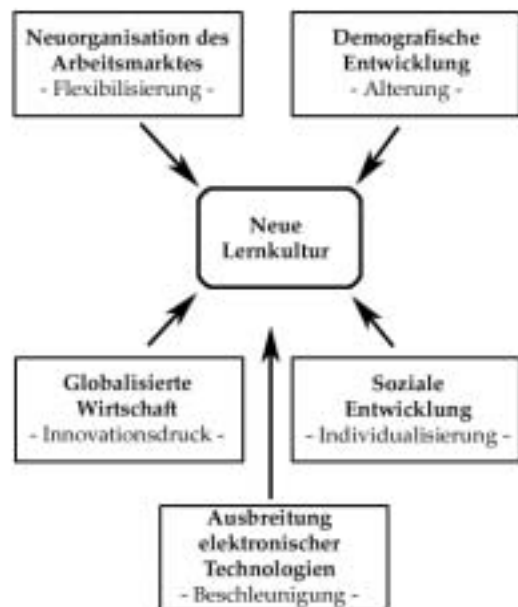 Neuorganisation des
Arbeitsmarktes
- Flexibilisierung -
Demografische
Entwicklung
- Alterung -
Neue
Lernkultur
Globalisierte
Wirtschaft
- Innovationsdruck -
Soziale
Entwicklung
- Individualisierung -
Ausbreitung
elektronischer
Technologien
- Beschleunigung -